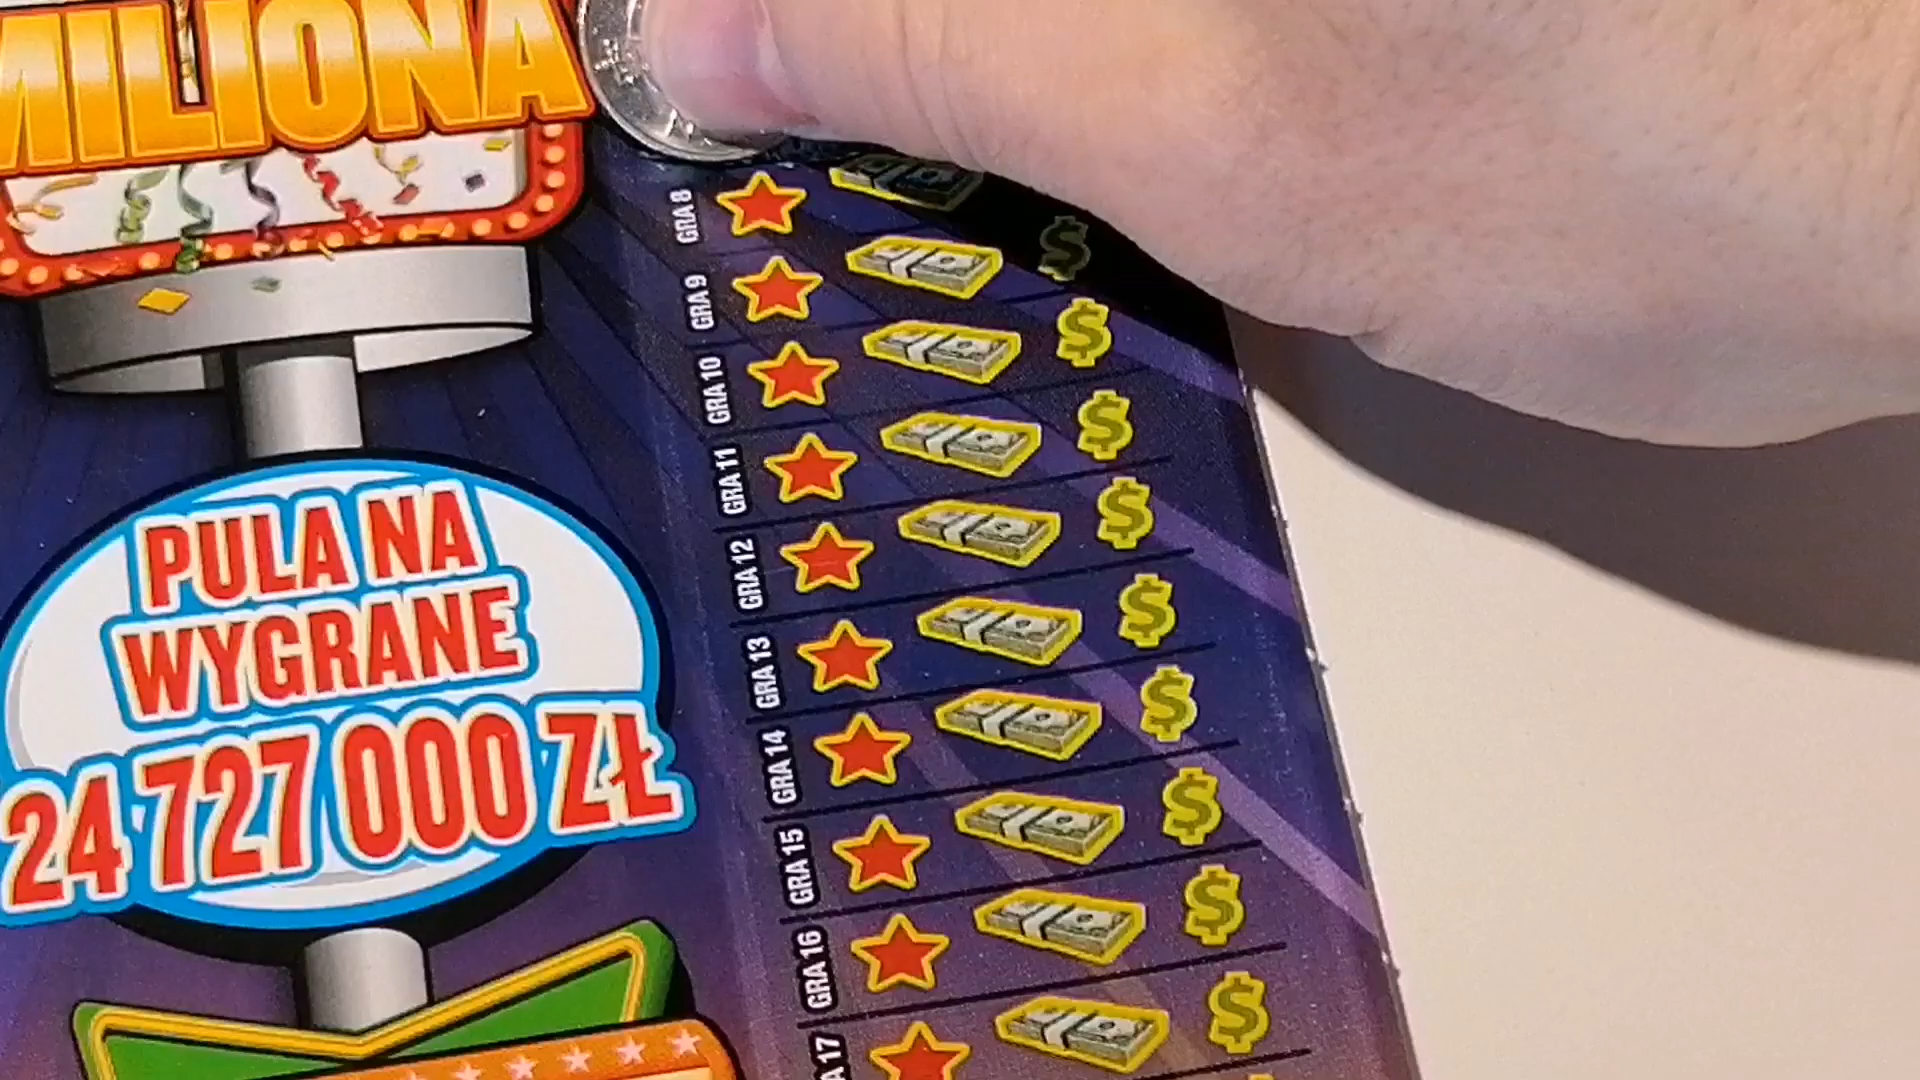 MILIONA
PULA NA
WYGRANE
24 727 000 ZŁ
GRA 8
$
GRA 9
$
GRA 10
$
GRA 11
$
GRA 12
$
GRA 13
$
GRA 14
$
GRA 15
$
GRA 16
$
17